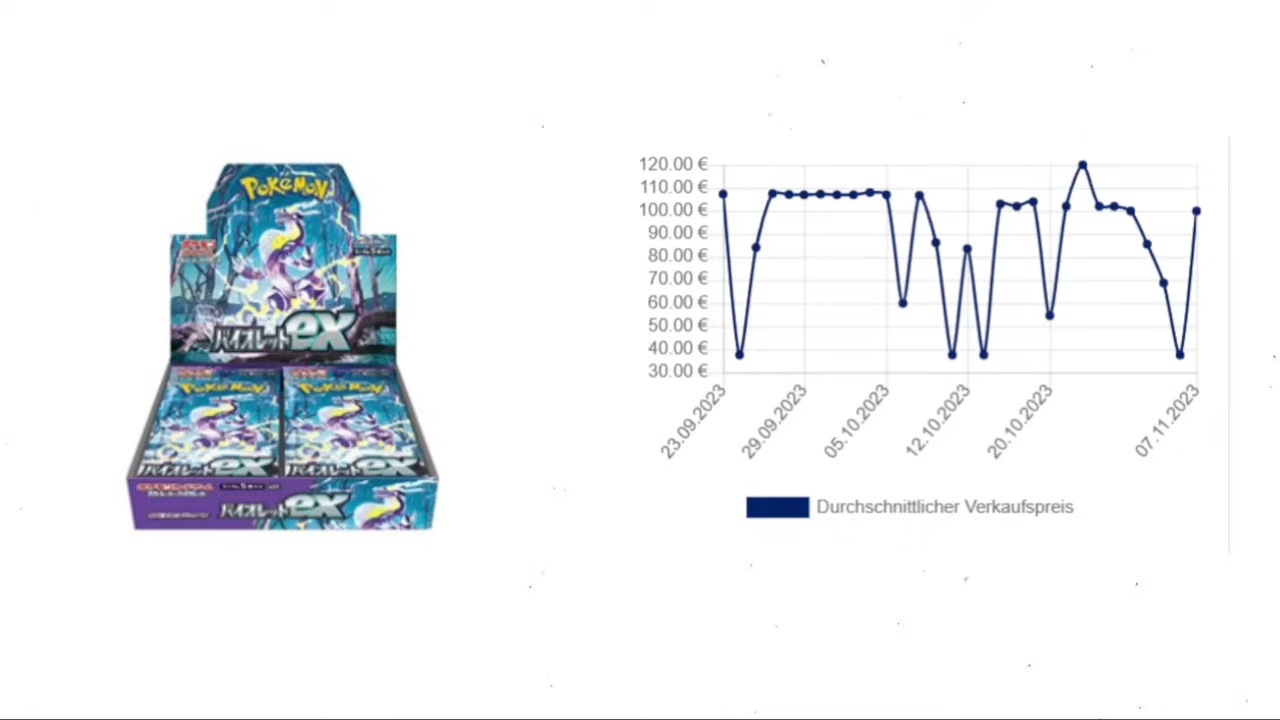 POKéMON
バイオレットex
POKéMON
POKéMON
バイオレットex
バイオレットex
バイオレットex
120.00 €
110.00 €
100.00 €
90.00 €
80.00 €
70.00 €
60.00 €
50.00 €
40.00 €
30.00 €
23.09.2023
29.09.2023
05.10.2023
12.10.2023
20.10.2023
07.11.2023
Durchschnittlicher Verkaufspreis